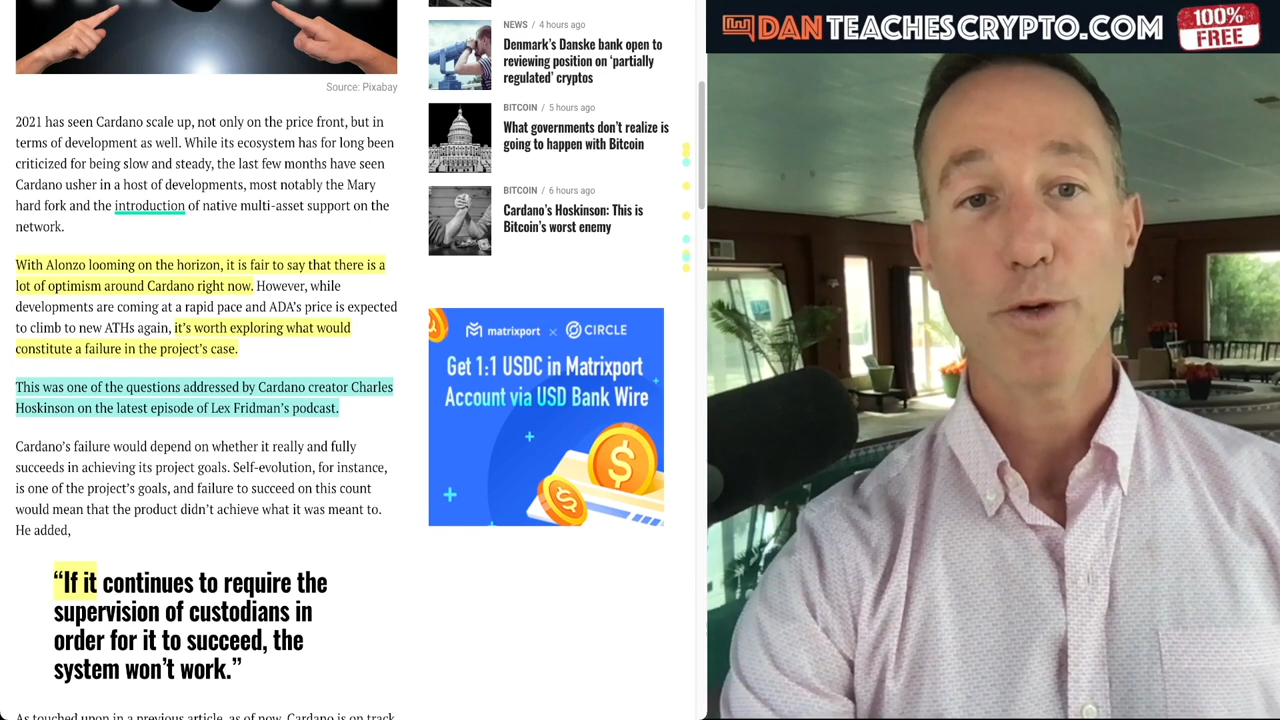 Source: Pixabay
2021 has seen Cardano scale up, not only on the price front, but in
terms of development as well. While its ecosystem has for long been
criticized for being slow and steady, the last few months have seen
Cardano usher in a host of developments, most notably the Mary
hard fork and the introduction of native multi-asset support on the
network.
With Alonzo looming on the horizon, it is fair to say that there is a
lot of optimism around Cardano right now. However, while
developments are coming at a rapid pace and ADA's price is expected
to climb to new ATHs again, it's worth exploring what would
constitute a failure in the project's case.
This was one of the questions addressed by Cardano creator Charles
Hoskinson on the latest episode of Lex Fridman's podcast.
Cardano's failure would depend on whether it really and fully
succeeds in achieving its project goals. Self-evolution, for instance,
is one of the project's goals, and failure to succeed on this count
would mean that the product didn't achieve what it was meant to.
He added,
“If it continues to require the
supervision of custodians in
order for it to succeed, the
system won't work.”
As touched upon in a previous article, as of now, Cardano is on track
NEWS / 4 hours ago
Denmark's Danske bank open to
reviewing position on ‘partially
regulated’ cryptos
BITCOIN / 5 hours ago
What governments don't realize is
going to happen with Bitcoin
BITCOIN / 6 hours ago
Cardano's Hoskinson: This is
Bitcoin's worst enemy
matrixport × CIRCLE
Get 1:1 USDC in Matrixport
Account via USD Bank Wire
DANTEACHESCRYPTO.COM
100%
FREE